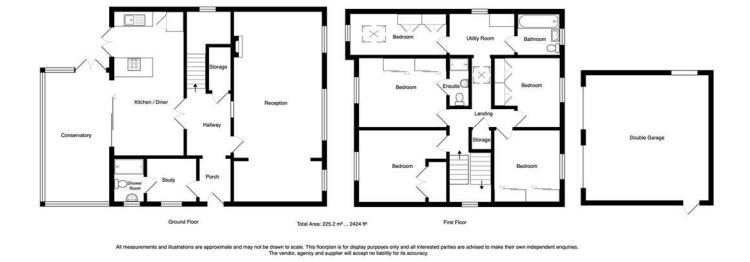 Bedroom
Utility Room
Bathroom
Storage
Ensuite
Bedroom
Bedroom
Kitchen / Diner
Reception
Landing
Hallway
Conservatory
Double Garage
Storage
Bedroom
Bedroom
Shower
Room
Study
Porch
Ground Floor
Total Area: 225.2 m² ... 2424 ft²
First Floor
All measurements and illustrations are approximate and may not be drawn to scale. This floorplan is for display purposes only and all interested parties are advised to make their own independent enquiries.
The vendor, agency and supplier will accept no liability for its accuracy.